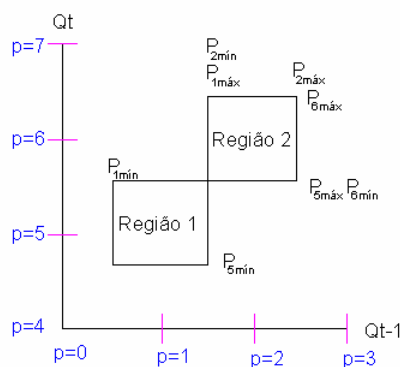 Qt
p=7
P2mín
P1máx
P2máx
P6máx
p=6
Região 2
P1mín
P5máx P6mín
Região 1
p=5
P5mín
p=4
Qt-1
p=0
p=1
p=2
p=3